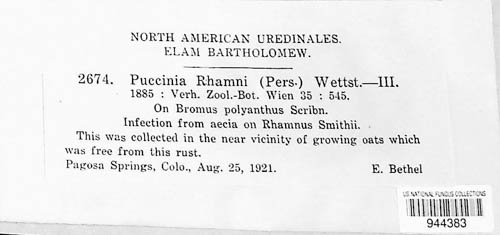 NORTH AMERICAN UREDINALES.
ELAM BARTHOLOMEW.
2674. Puccinia Rhamni (Pers.) Wettst.—III.
1885 : Verh. Zool.-Bot. Wien 35 : 545.
On Bromus polyanthus Scribn.
Infection from aecia on Rhamnus Smithii.
This was collected in the near vicinity of growing oats which
was free from this rust.
Pagosa Springs, Colo., Aug. 25, 1921. E. Bethel
US NATIONAL FUNGUS COLLECTIONS
944383